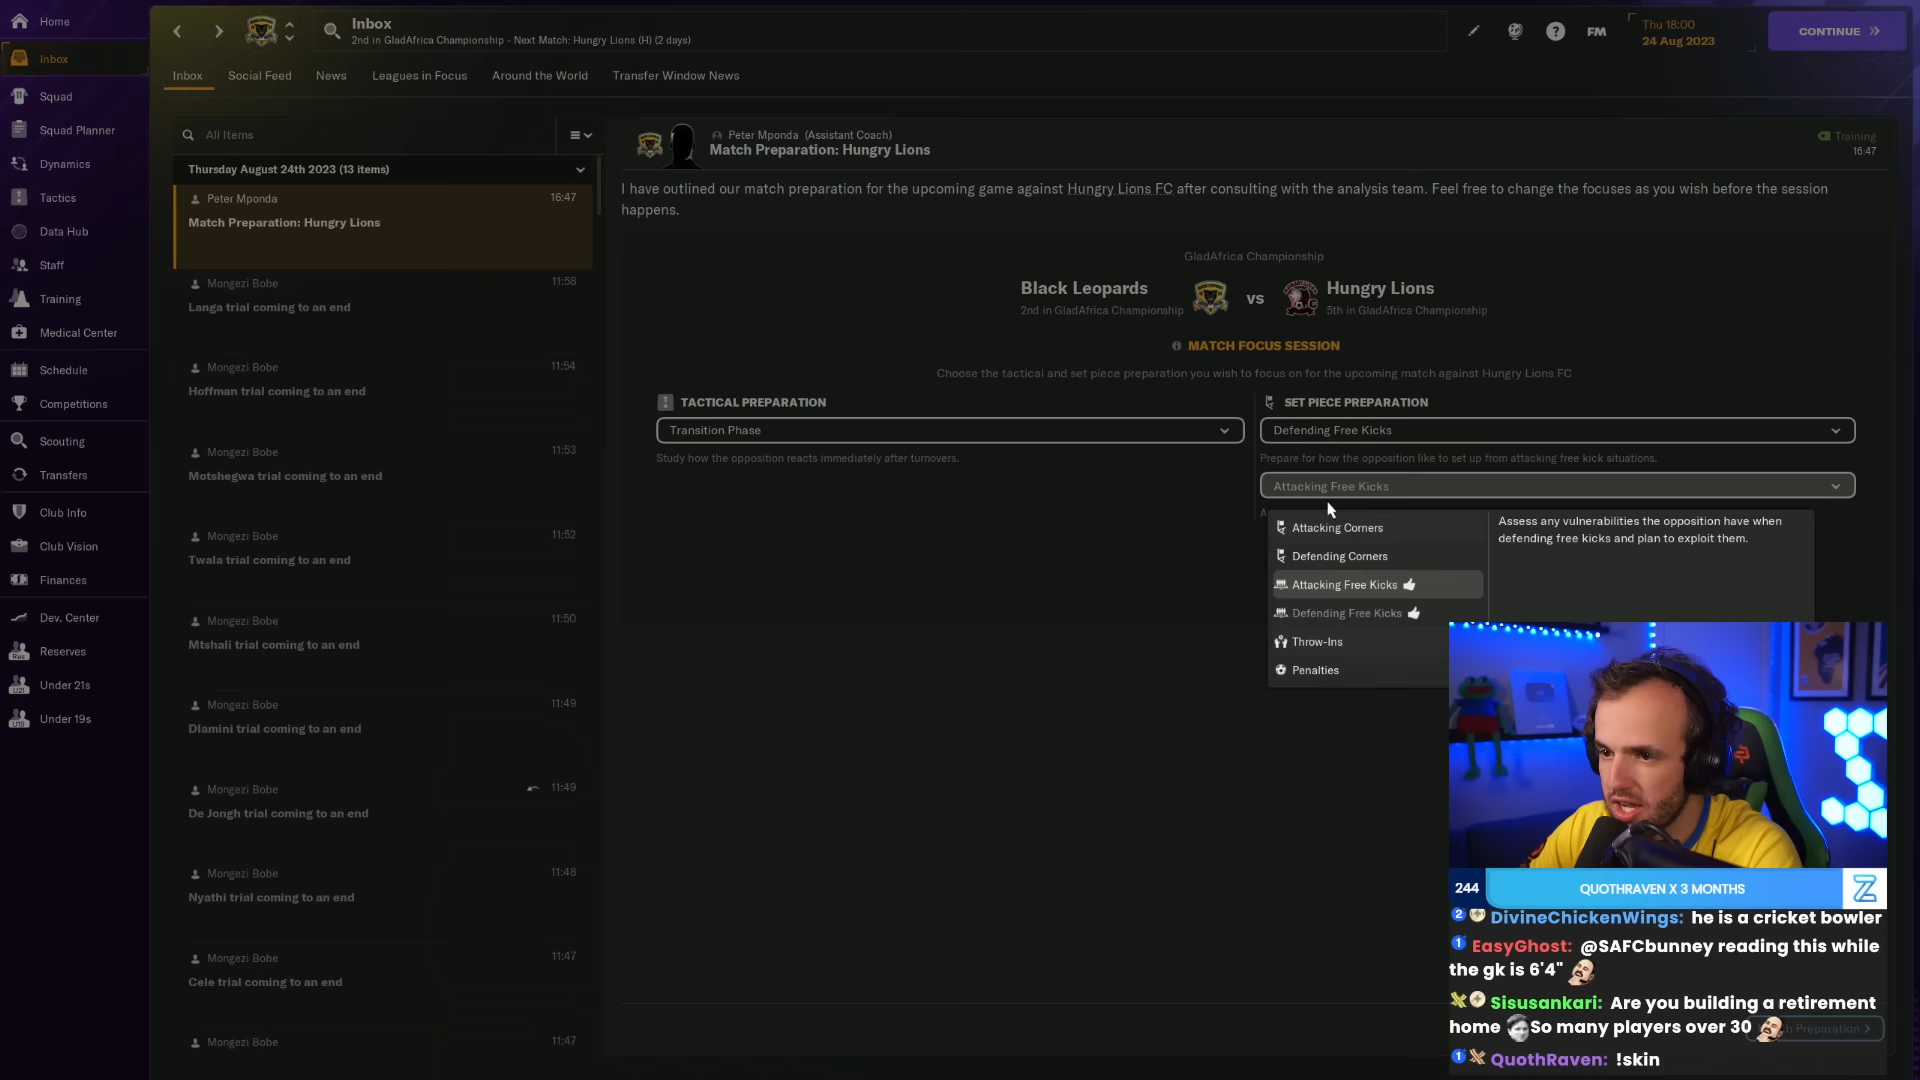 Home
Inbox
Squad
Squad Planner
Dynamics
Tactics
Data Hub
Staff
Training
Medical Center
Schedule
Competitions
Scouting
Transfers
Club Info
Club Vision
Finances
Dev. Center
Reserves
Under 21s
Under 19s
Inbox
2nd in GladAfrica Championship - Next Match: Hungry Lions (H) (2 days)
FM
Thu 18:00
24 Aug 2023
CONTINUE
Inbox
Social Feed
News
Leagues in Focus
Around the World
Transfer Window News
All Items
Thursday August 24th 2023 (13 items)
Peter Mponda 16:47
Match Preparation: Hungry Lions
Mongezi Bobe 11:58
Langa trial coming to an end
Mongezi Bobe 11:54
Hoffman trial coming to an end
Mongezi Bobe 11:53
Motshegwa trial coming to an end
Mongezi Bobe 11:52
Twala trial coming to an end
Mongezi Bobe 11:50
Mtshali trial coming to an end
Mongezi Bobe 11:49
Dlamini trial coming to an end
Mongezi Bobe 11:49
De Jongh trial coming to an end
Mongezi Bobe 11:48
Nyathi trial coming to an end
Mongezi Bobe 11:47
Cele trial coming to an end
Mongezi Bobe 11:47
Peter Mponda (Assistant Coach)
Match Preparation: Hungry Lions
Training
16:47
I have outlined our match preparation for the upcoming game against Hungry Lions FC after consulting with the analysis team. Feel free to change the focuses as you wish before the session
happens.
GladAfrica Championship
Black Leopards
2nd in GladAfrica Championship
vs
Hungry Lions
5th in GladAfrica Championship
MATCH FOCUS SESSION
Choose the tactical and set piece preparation you wish to focus on for the upcoming match against Hungry Lions FC
TACTICAL PREPARATION
Transition Phase
Study how the opposition reacts immediately after turnovers.
SET PIECE PREPARATION
Defending Free Kicks
Prepare for how the opposition like to set up from attacking free kick situations.
Attacking Free Kicks
A
Attacking Corners
Defending Corners
Attacking Free Kicks
Defending Free Kicks
Throw-Ins
Penalties
Assess any vulnerabilities the opposition have when
defending free kicks and plan to exploit them.
244
QUOTHRAVEN X 3 MONTHS
2 DivineChickenWings: he is a cricket bowler
1 EasyGhost: @SAFCbunney reading this while
the gk is 6'4"
Sisusankari: Are you building a retirement
home So many players over 30
Preparation
1 QuothRaven: !skin